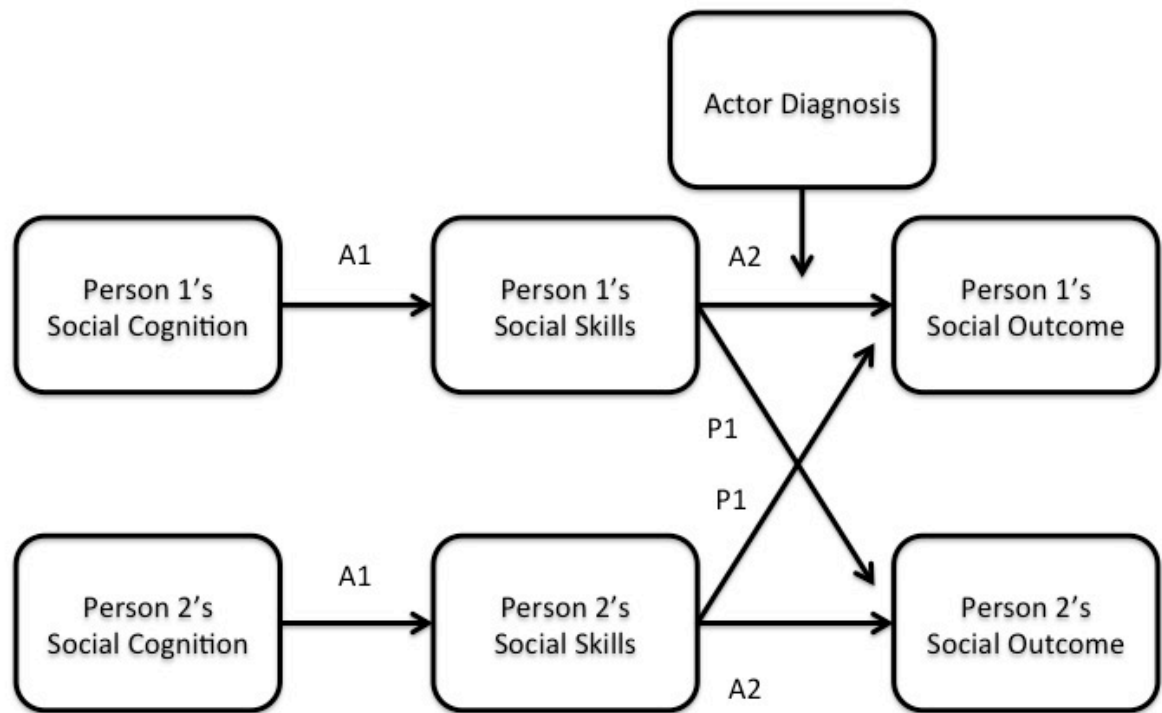 Actor Diagnosis
A1
A2
Person 1’s
Social Cognition
Person 1’s
Social Skills
Person 1’s
Social Outcome
P1
P1
A1
Person 2’s
Social Cognition
Person 2’s
Social Skills
Person 2’s
Social Outcome
A2